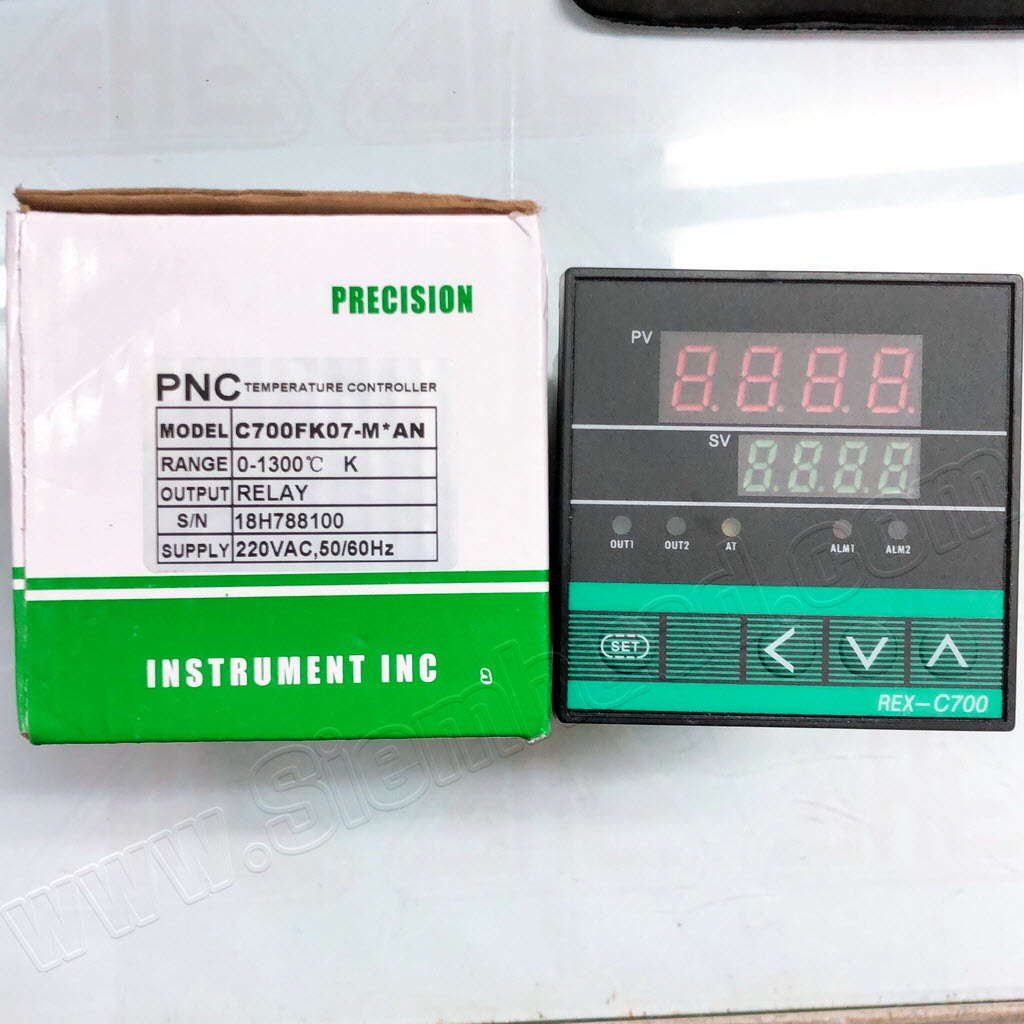 PRECISION
PNC TEMPERATURE CONTROLLER
MODEL C700FK07-M*AN
RANGE 0-1300℃ K
OUTPUT RELAY
S/N 18H788100
SUPPLY 220VAC,50/60Hz
INSTRUMENT INC
PV
8.8.8.8.
SV
8.8.8.8.
OUT1 OUT2 AT ALM1 ALM2
SET
REX-C700